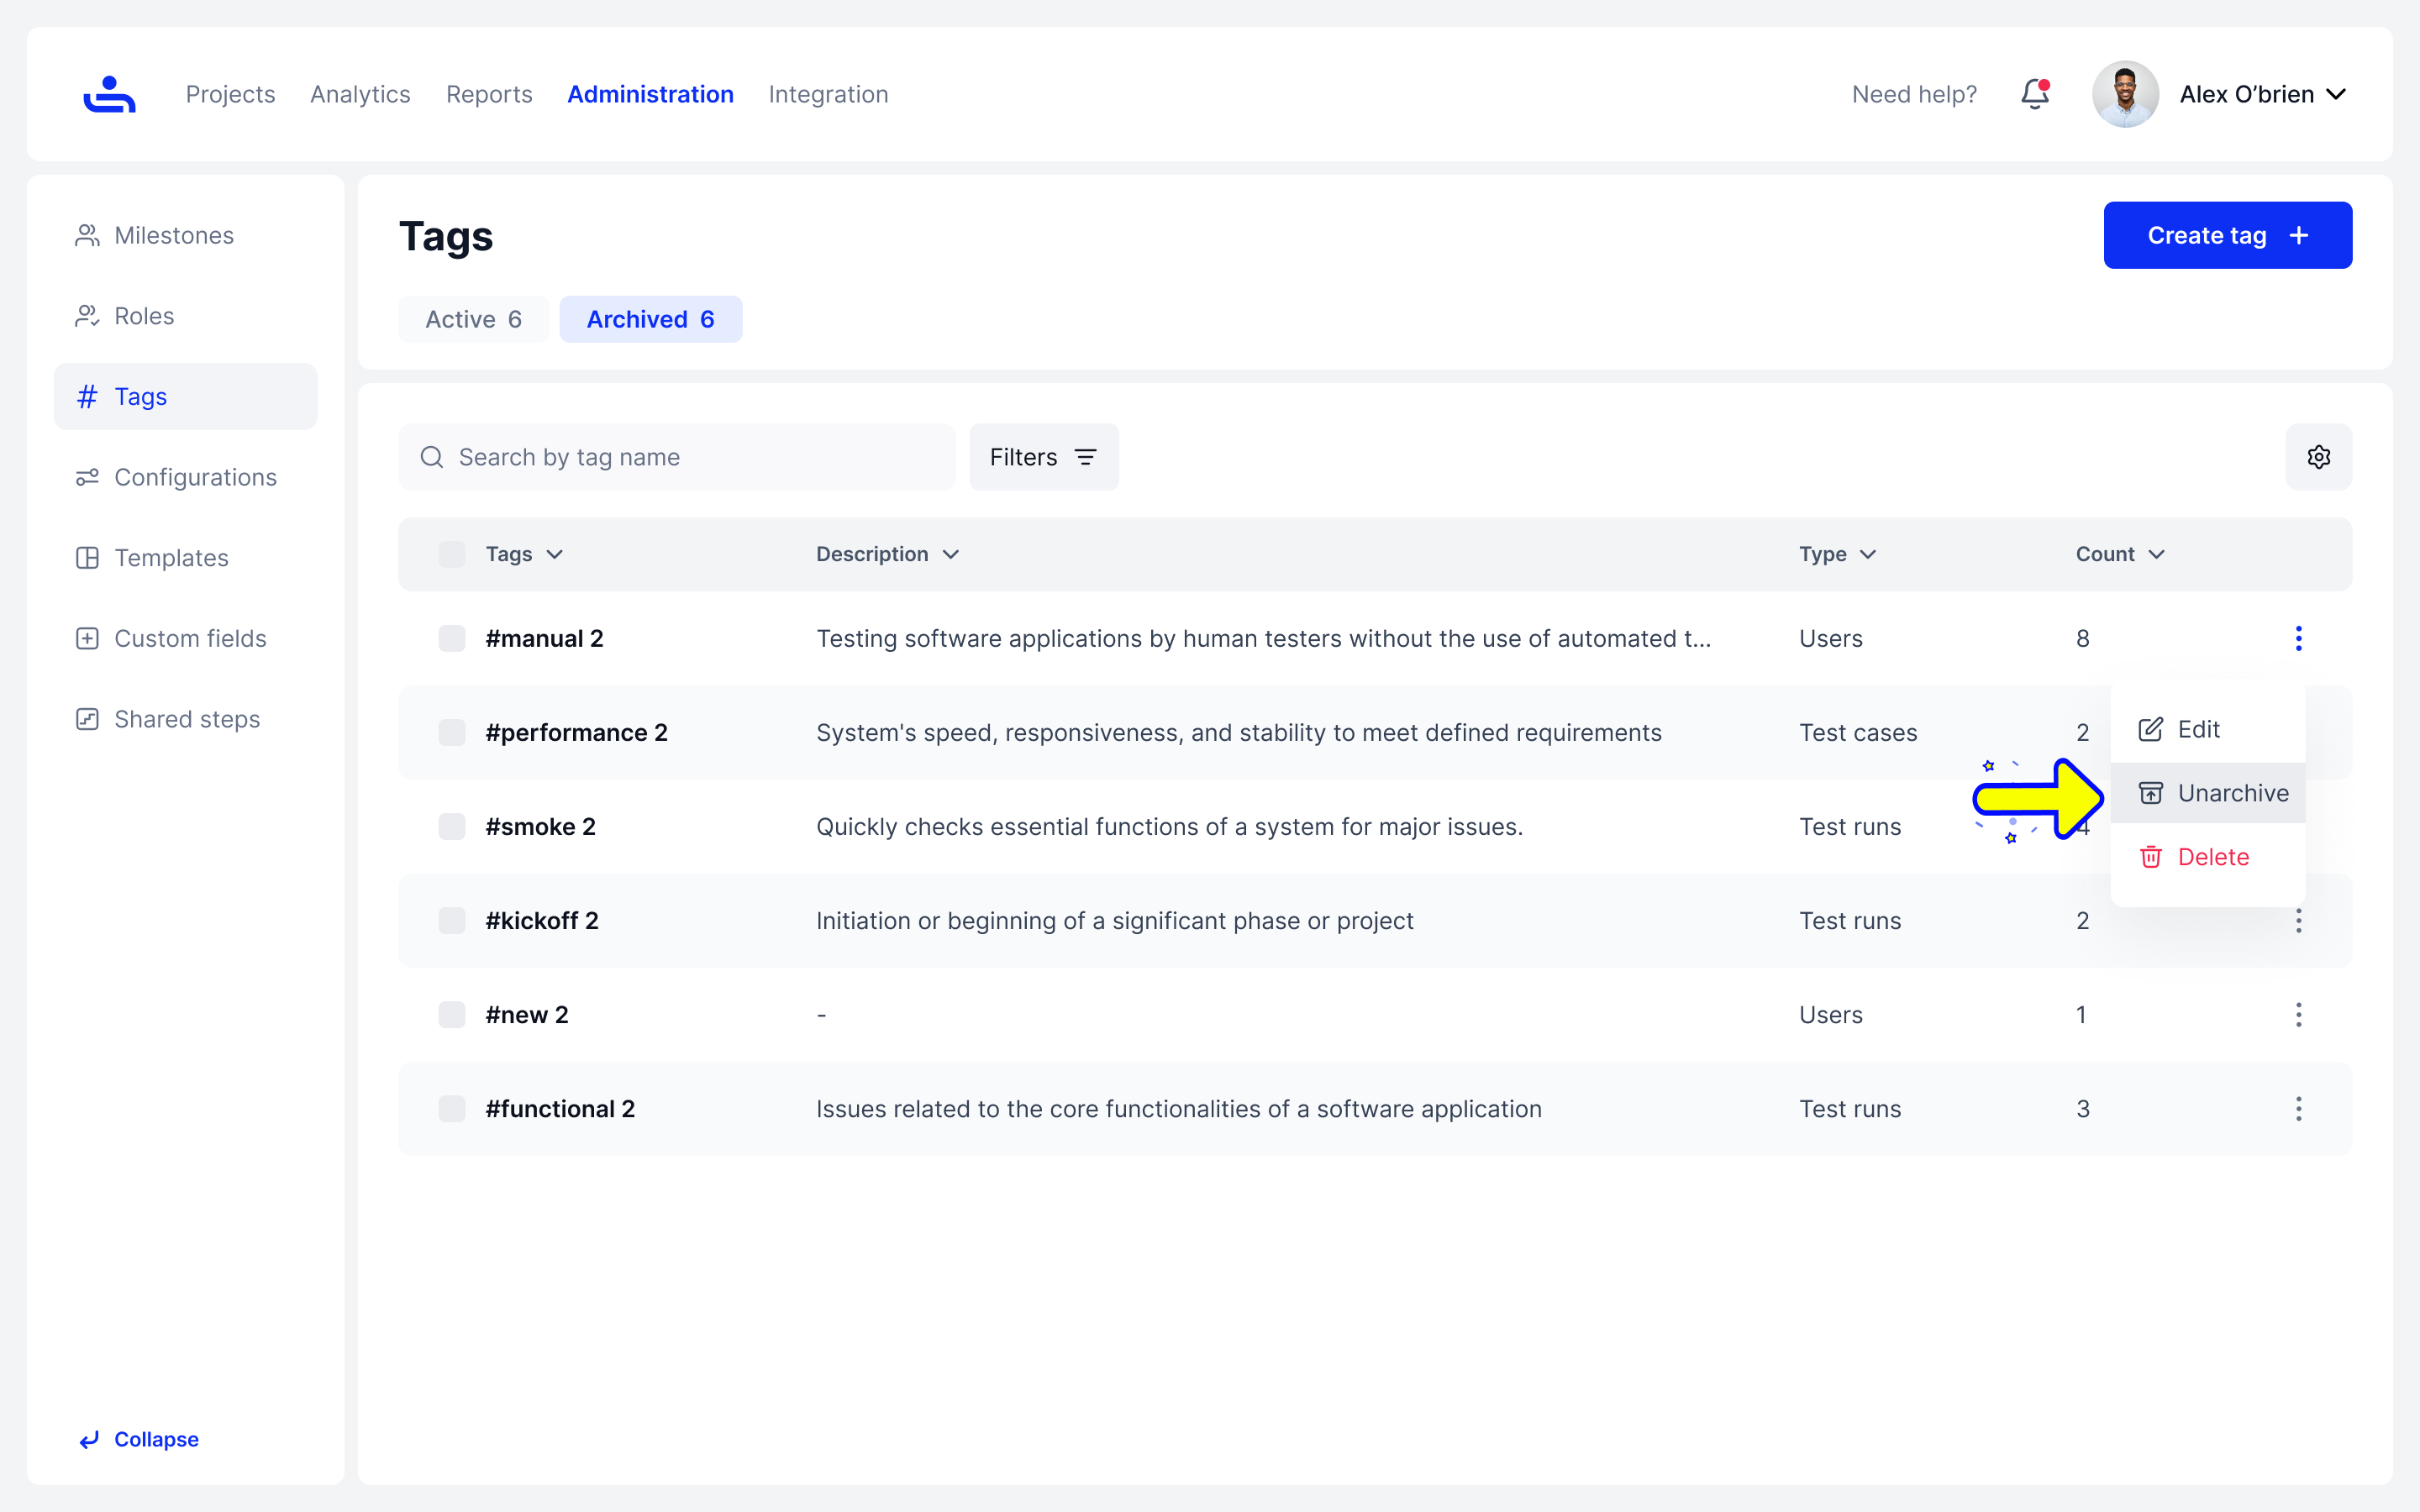 Projects Analytics Reports Administration Integration Need help? Alex O’brien
Milestones
Roles
Tags
Configurations
Templates
Custom fields
Shared steps
Collapse
Tags
Create tag
Active 6 Archived 6
Search by tag name Filters
Tags Description Type Count
#manual 2 Testing software applications by human testers without the use of automated t... Users 8
#performance 2 System's speed, responsiveness, and stability to meet defined requirements Test cases 2
#smoke 2 Quickly checks essential functions of a system for major issues. Test runs 4
#kickoff 2 Initiation or beginning of a significant phase or project Test runs 2
#new 2 - Users 1
#functional 2 Issues related to the core functionalities of a software application Test runs 3
Edit
Unarchive
Delete